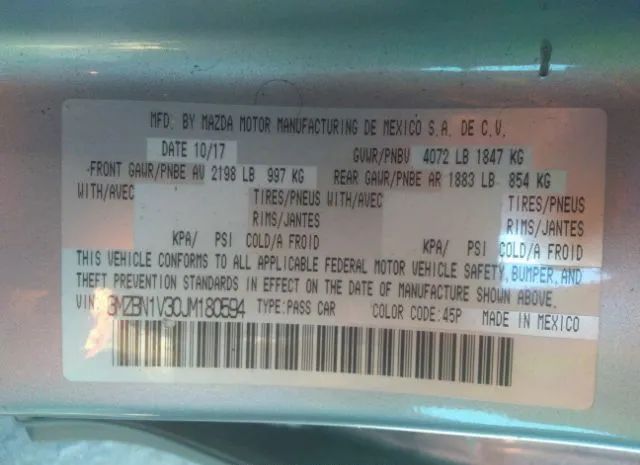 MFD. BY MAZDA MOTOR MANUFACTURING DE MEXICO S.A. DE C.V.
DATE 10/17 GVWR/PNBV 4072 LB 1847 KG
FRONT GAWR/PNBE AV 2198 LB 997 KG REAR GAWR/PNBE AR 1883 LB 854 KG
WITH/AVEC TIRES/PNEUS WITH/AVEC TIRES/PNEUS
RIMS/JANTES RIMS/JANTES
KPA/ PSI COLD/A FROID KPA/ PSI COLD/A FROID
THIS VEHICLE CONFORMS TO ALL APPLICABLE FEDERAL MOTOR VEHICLE SAFETY, BUMPER, AND
THEFT PREVENTION STANDARDS IN EFFECT ON THE DATE OF MANUFACTURE SHOWN ABOVE.
VIN: 3MZBN1V30JM180594 TYPE:PASS CAR COLOR CODE:45P MADE IN MEXICO